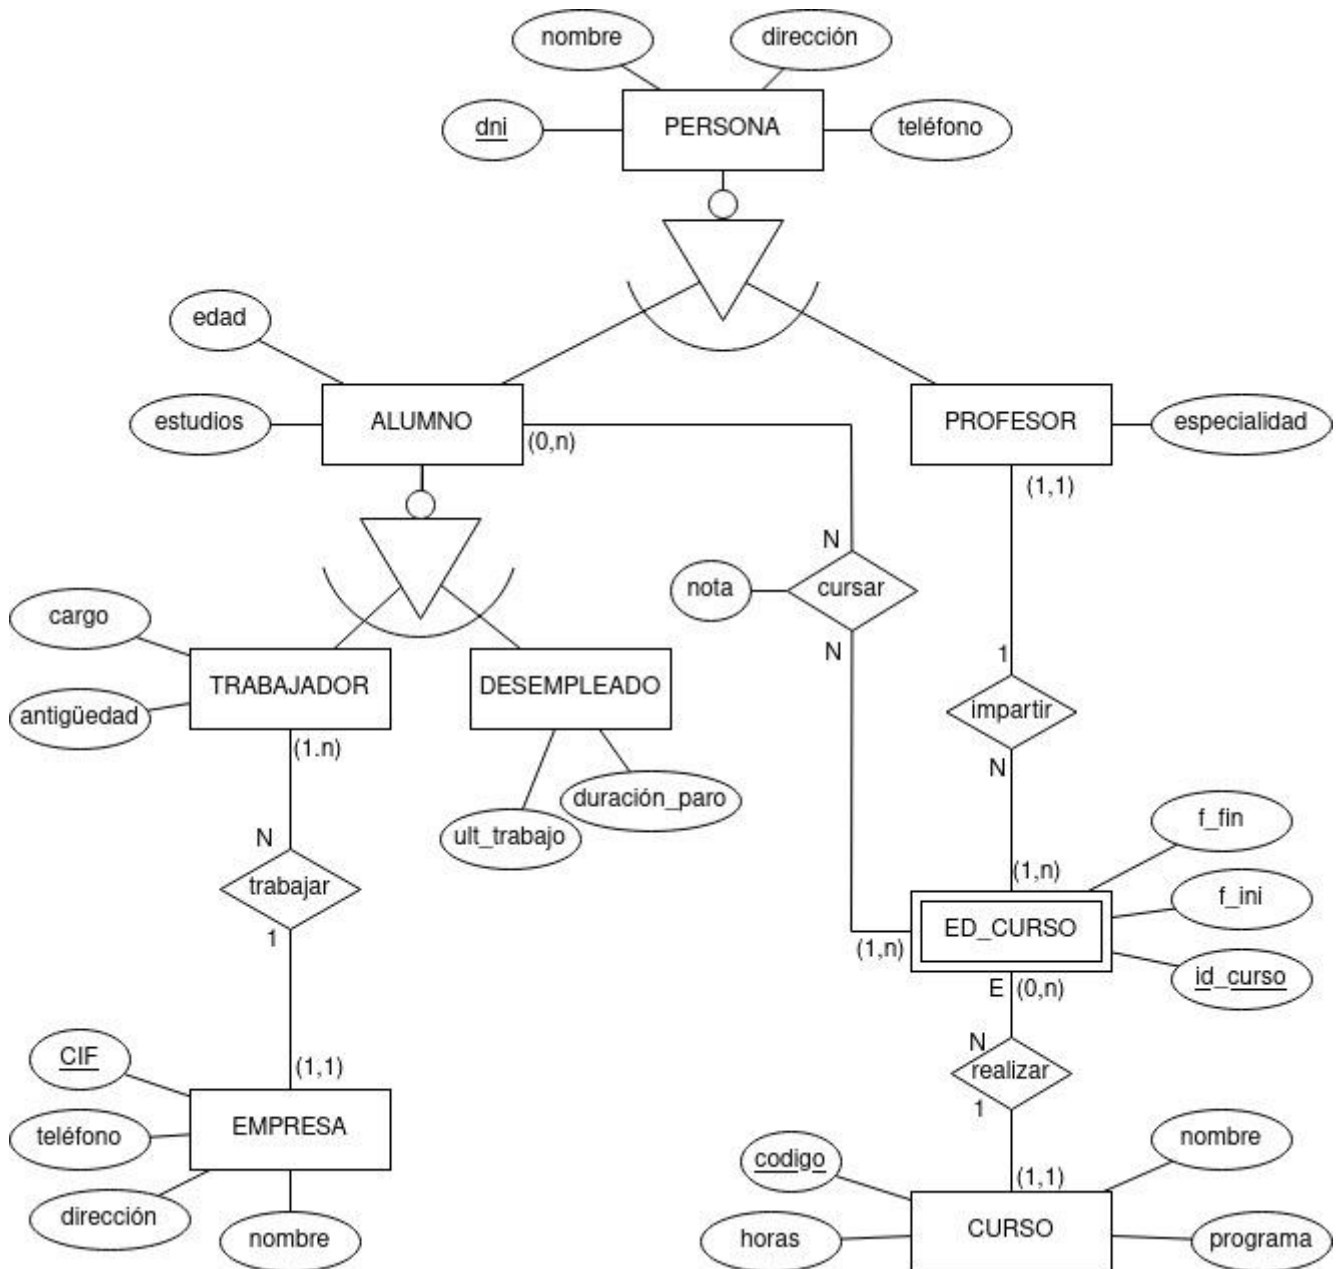 nombre
dirección
dni
PERSONA
teléfono
edad
estudios
ALUMNO
(0,n)
PROFESOR
(1,1)
especialidad
N
nota
cursar
N
cargo
antigüedad
TRABAJADOR
(1.n)
DESEMPLEADO
1
impartir
N
ult_trabajo
duración_paro
N
trabajar
1
f_fin
(1,n)
f_ini
ED_CURSO
(1,n)
id_curso
E (0,n)
N
realizar
1
CIF
(1,1)
teléfono
EMPRESA
dirección
nombre
codigo
nombre
(1,1)
horas
CURSO
programa